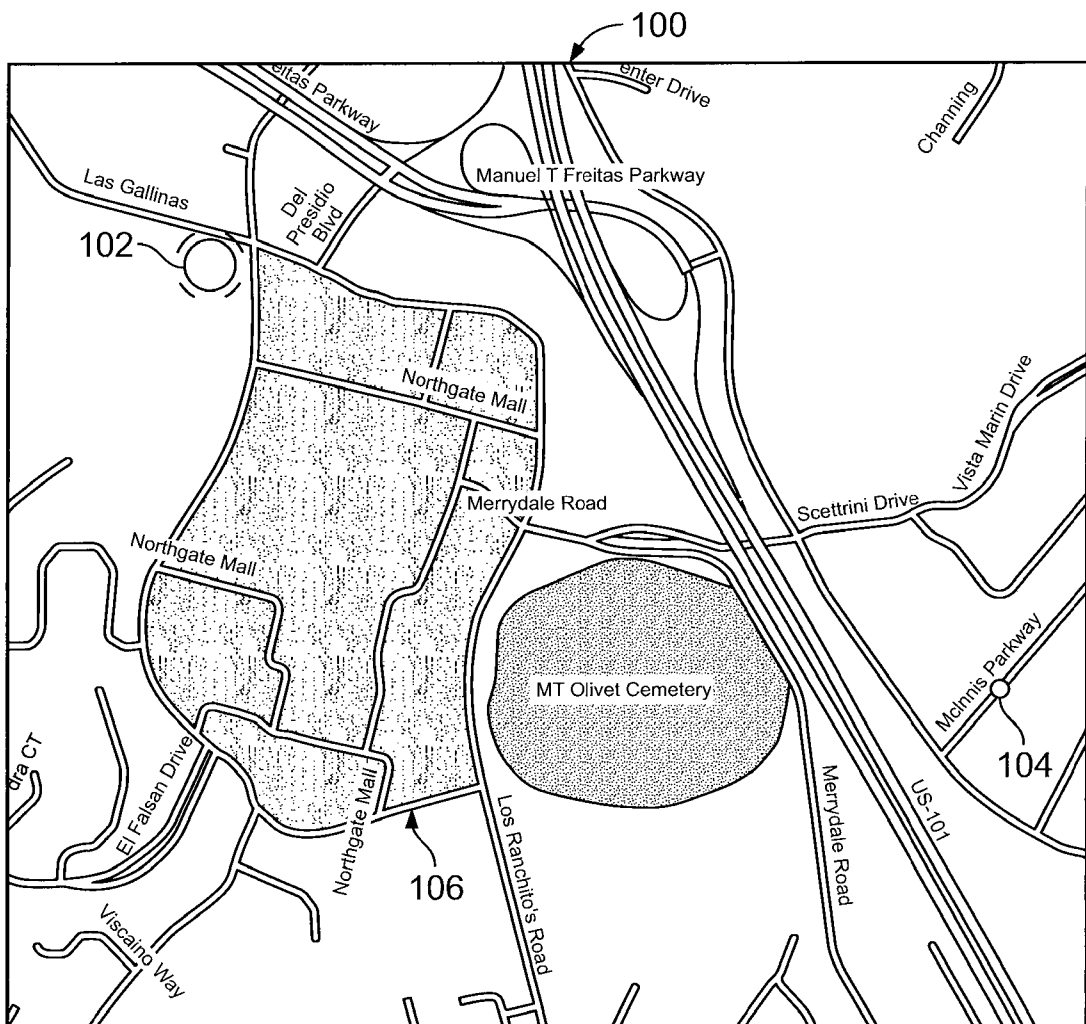 100
eitas Parkway
enter Drive
Channing
Manuel T Freitas Parkway
Las Gallinas
Del
Presidio
Blvd
102
Northgate Mall
Vista Marin Drive
Merrydale Road
Scettrini Drive
Northgate Mall
MT Olivet Cemetery
McInnis Parkway
104
dra CT
El Falsan Drive
Northgate Mall
106
Los Ranchito's Road
Merrydale Road
US-101
Viscaino Way